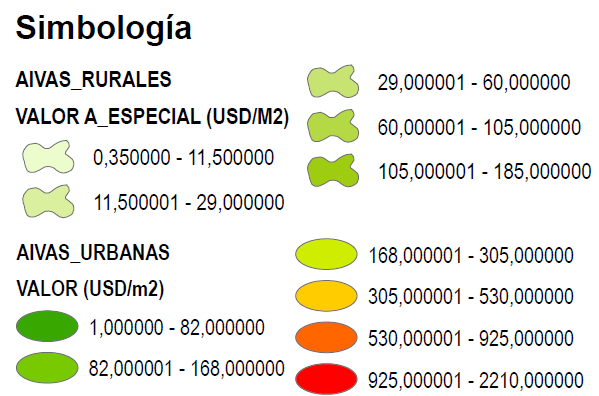 Simbología
AIVAS_RURALES
VALOR A_ESPECIAL (USD/M2)
0,350000 - 11,500000
11,500001 - 29,000000
29,000001 - 60,000000
60,000001 - 105,000000
105,000001 - 185,000000
AIVAS_URBANAS
VALOR (USD/m2)
1,000000 - 82,000000
82,000001 - 168,000000
168,000001 - 305,000000
305,000001 - 530,000000
530,000001 - 925,000000
925,000001 - 2210,000000